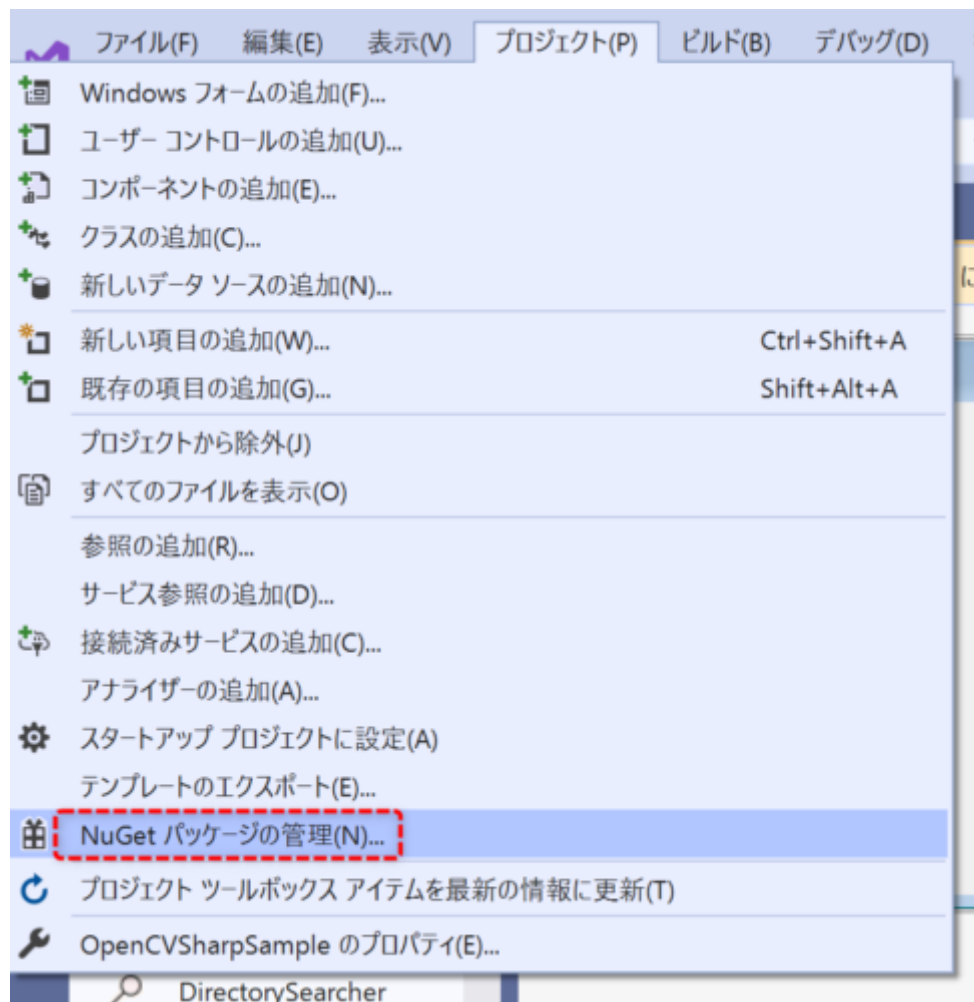 ファイル(F) 編集(E) 表示(V) プロジェクト(P) ビルド(B) デバッグ(D)
Windows フォームの追加(F)...
ユーザー コントロールの追加(U)...
コンポーネントの追加(E)...
クラスの追加(C)...
新しいデータ ソースの追加(N)...
に
新しい項目の追加(W)... Ctrl+Shift+A
既存の項目の追加(G)... Shift+Alt+A
プロジェクトから除外(J)
すべてのファイルを表示(O)
参照の追加(R)...
サービス参照の追加(D)...
接続済みサービスの追加(C)...
アナライザーの追加(A)...
スタートアップ プロジェクトに設定(A)
テンプレートのエクスポート(E)...
NuGet パッケージの管理(N)...
プロジェクト ツールボックス アイテムを最新の情報に更新(T)
OpenCVSharpSample のプロパティ(E)...
DirectorySearcher